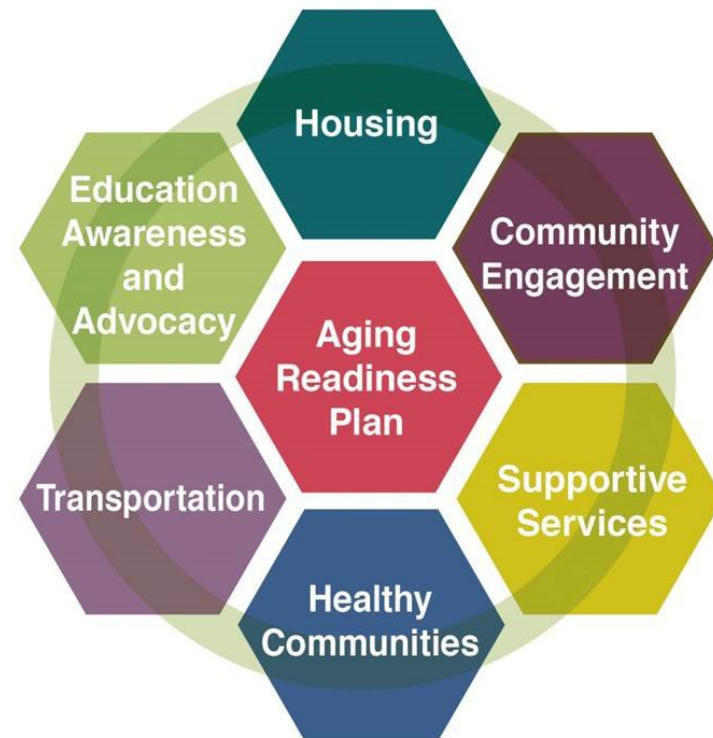 Housing
Education
Awareness
and
Advocacy
Community
Engagement
Aging
Readiness
Plan
Transportation
Supportive
Services
Healthy
Communities